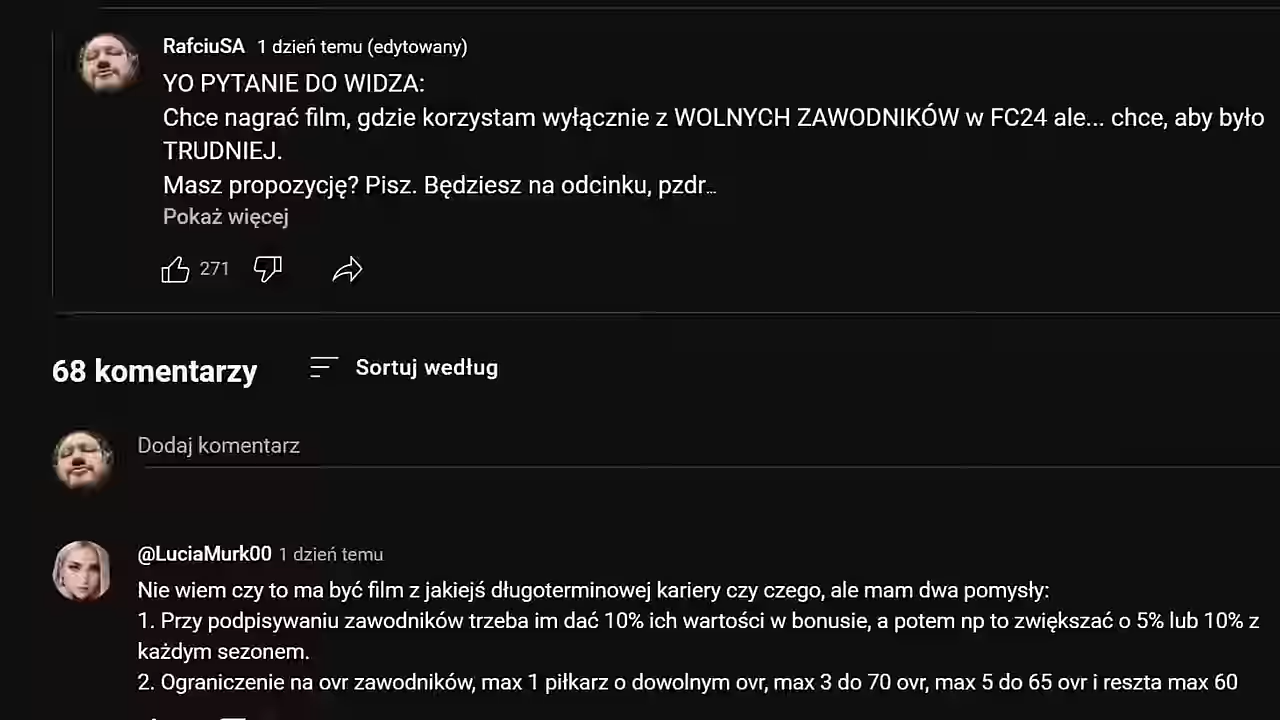 RafciuSA 1 dzień temu (edytowany)
YO PYTANIE DO WIDZA:
Chce nagrać film, gdzie korzystam wyłącznie z WOLNYCH ZAWODNIKÓW w FC24 ale... chce, aby było
TRUDNIEJ.
Masz propozycję? Pisz. Będziesz na odcinku, pzdr...
Pokaż więcej
271
68 komentarzy
Sortuj według
Dodaj komentarz
@LuciaMurk00 1 dzień temu
Nie wiem czy to ma być film z jakiejś długoterminowej kariery czy czego, ale mam dwa pomysły:
1. Przy podpisywaniu zawodników trzeba im dać 10% ich wartości w bonusie, a potem np to zwiększać o 5% lub 10% z
każdym sezonem.
2. Ograniczenie na ovr zawodników, max 1 piłkarz o dowolnym ovr, max 3 do 70 ovr, max 5 do 65 ovr i reszta max 60